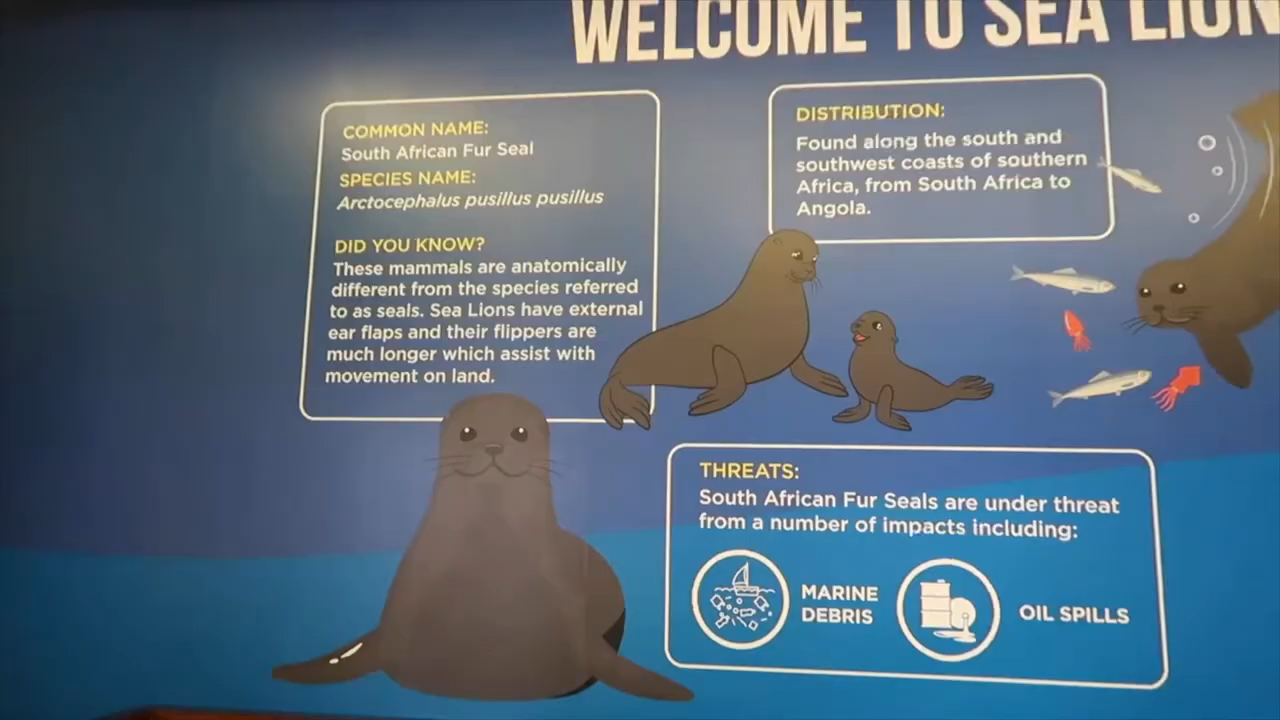 WELCOME TO SEA LION
COMMON NAME:
South African Fur Seal
SPECIES NAME:
Arctocephalus pusillus pusillus
DID YOU KNOW?
These mammals are anatomically
different from the species referred
to as seals. Sea Lions have external
ear flaps and their flippers are
much longer which assist with
movement on land.
DISTRIBUTION:
Found along the south and
southwest coasts of southern
Africa, from South Africa to
Angola.
THREATS:
South African Fur Seals are under threat
from a number of impacts including:
MARINE
DEBRIS
OIL SPILLS